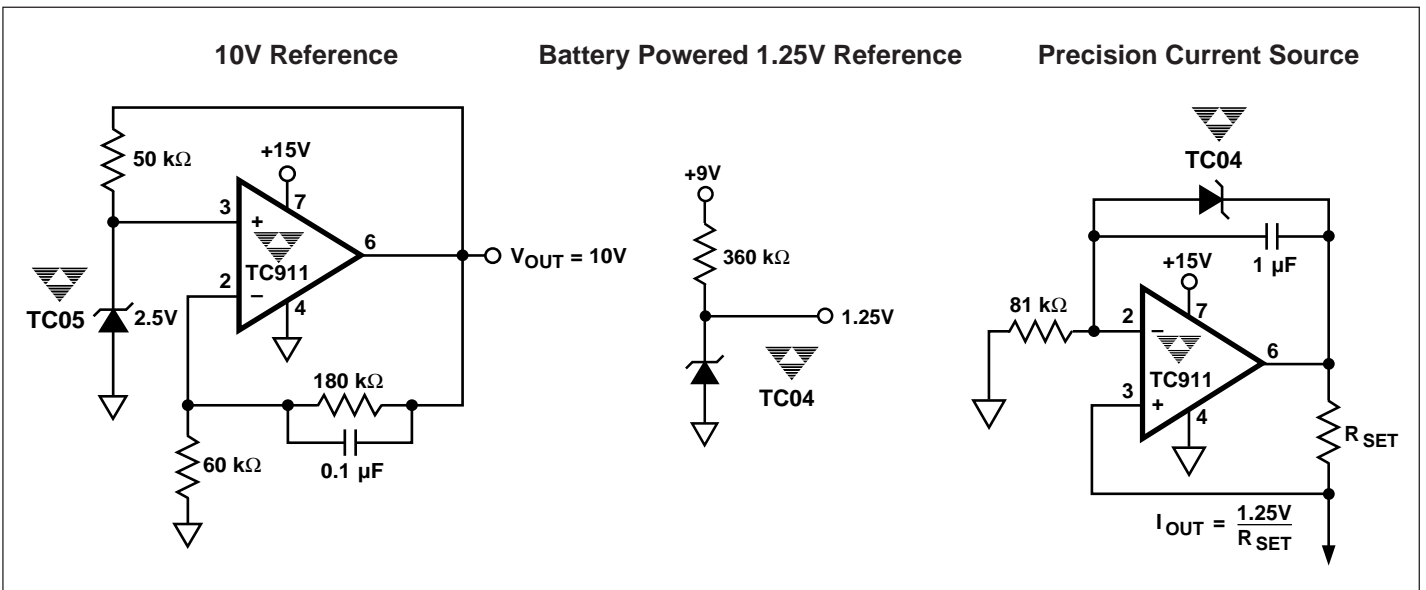 10V Reference
50 kΩ
+15V
7
3
+
TC911
6
VOUT = 10V
2
–
4
TC05
2.5V
180 kΩ
0.1 µF
60 kΩ
Battery Powered 1.25V Reference
+9V
360 kΩ
1.25V
TC04
Precision Current Source
TC04
1 µF
+15V
81 kΩ
7
2
–
TC911
6
3
+
4
RSET
IOUT = 1.25V
RSET